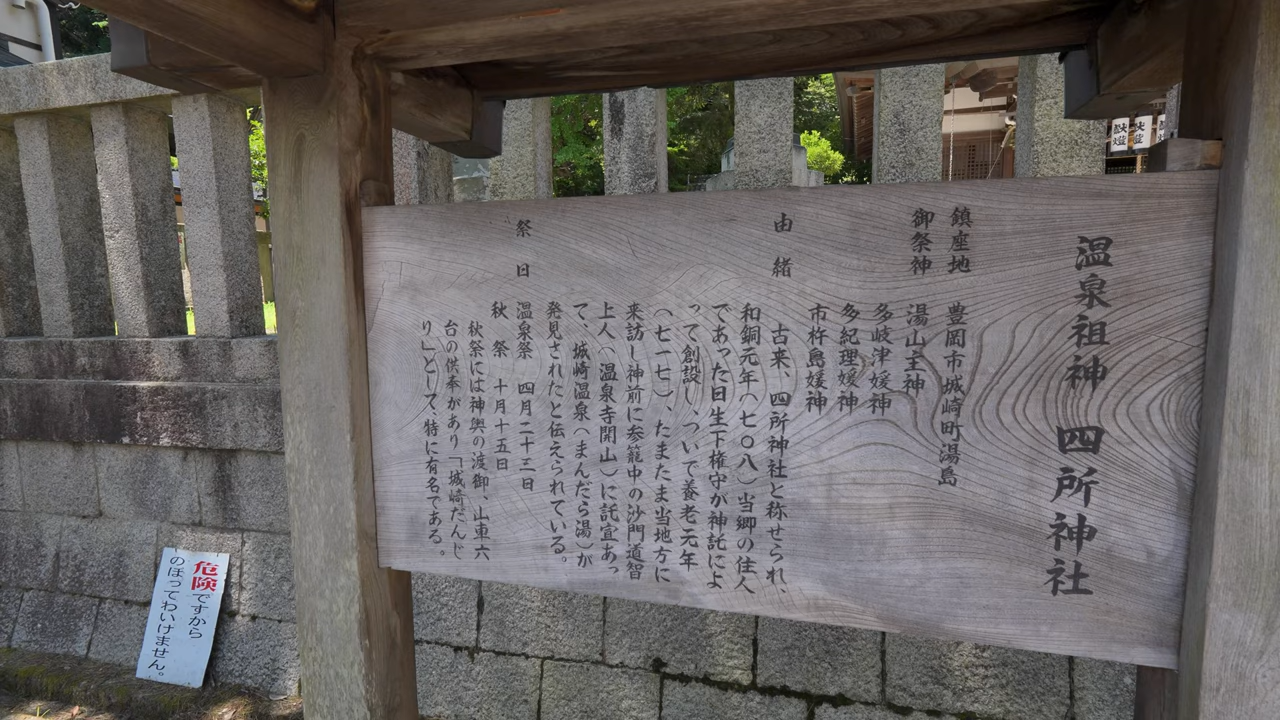 温泉祖神 四所神社
鎮座地 豊岡市城崎町湯島
御祭神 湯山主神
多岐津媛神
多紀理媛神
市杵島媛神
由緒 古来、四所神社と称せられ、
和銅元年(七〇八)当郷の住人
であった日生下権守が神託によ
って創設し、ついで養老元年
(七一七)、たまたま当地方に
来訪し神前に参籠中の沙門道智
上人(温泉寺開山)に託宣あっ
て、城崎温泉(まんだら湯)が
発見されたと伝えられている。
祭日 温泉祭 四月二十三日
秋祭 十月十五日
秋祭には神輿の渡御、山車六
台の供奉があり「城崎だんじ
り」として、特に有名である。
危険ですから
のぼってわいけません。
献燈
献燈